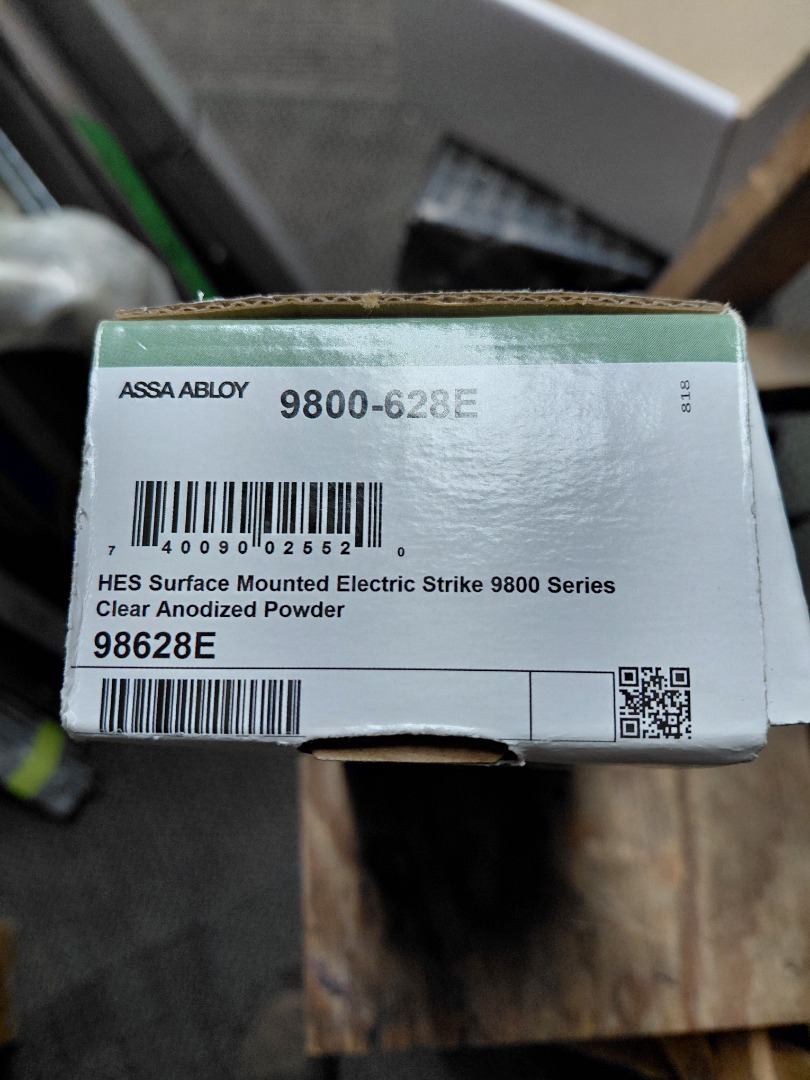 ASSA ABLOY 9800-628E
818
7 40090 02552 0
HES Surface Mounted Electric Strike 9800 Series
Clear Anodized Powder
98628E